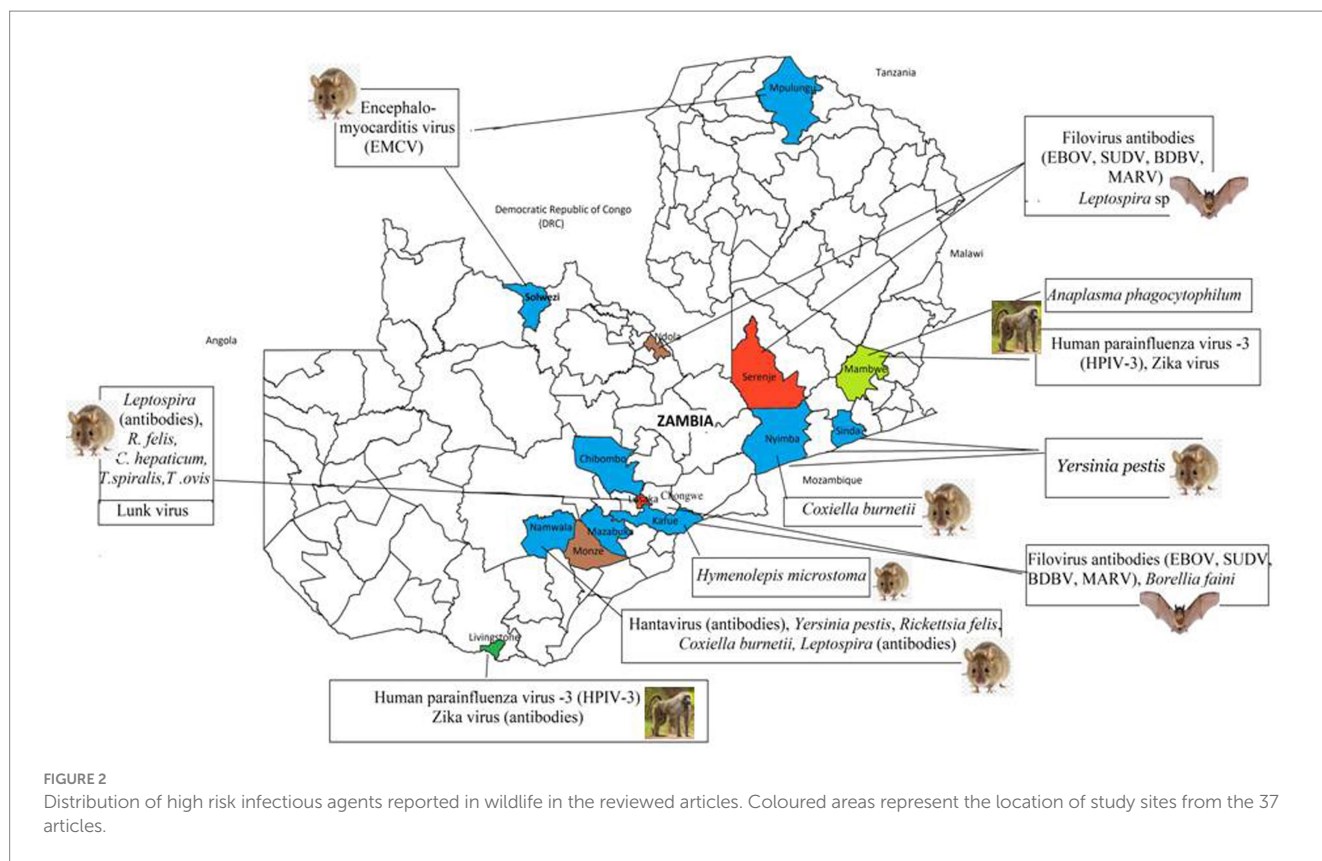 Tanzania
Mpulungu
Encephalo-
myocarditis virus
(EMCV)
Filovirus antibodies
(EBOV, SUDV, BDBV,
MARV)
Leptospira sp
Democratic Republic of Congo
(DRC)
Malawi
Solwezi
Anaplasma phagocytophilum
Ndola
Angola
Human parainfluenza virus -3
(HPIV-3), Zika virus
Mambwe
Serenje
Leptospira
(antibodies),
R. felis,
C. hepaticum,
T.spiralis,T .ovis
Lunk virus
ZAMBIA
Nyimba
Sinda
Chibombo
Yersinia pestis
Mozambique
Lusaka
Chongwe
Coxiella burnetii
Kafue
Namwala
Mazabuka
Monze
Filovirus antibodies (EBOV, SUDV,
BDBV, MARV), Borellia faini
Hymenolepis microstoma
Hantavirus (antibodies), Yersinia pestis, Rickettsia felis,
Coxiella burnetii, Leptospira (antibodies)
Livingstone
Human parainfluenza virus -3 (HPIV-3)
Zika virus (antibodies)
FIGURE 2
Distribution of high risk infectious agents reported in wildlife in the reviewed articles. Coloured areas represent the location of study sites from the 37
articles.